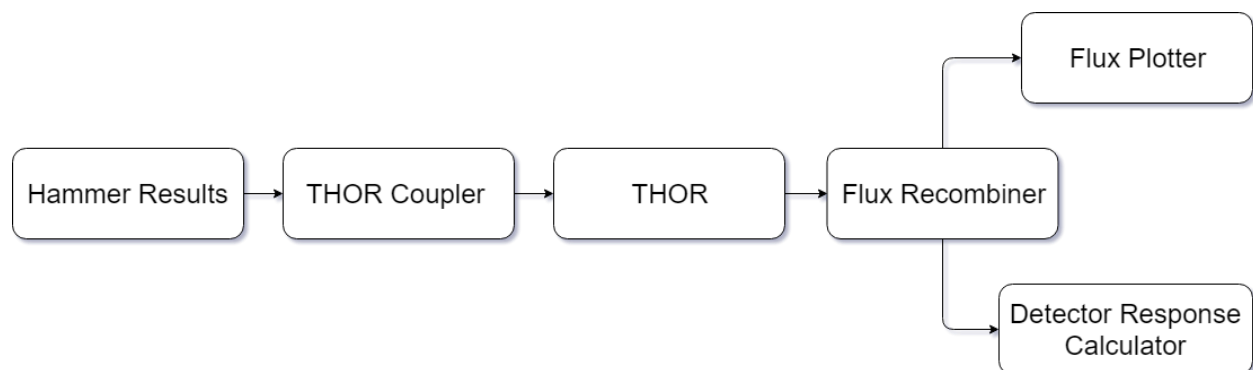 Flux Plotter
Hammer Results
THOR Coupler
THOR
Flux Recombiner
Detector Response
Calculator